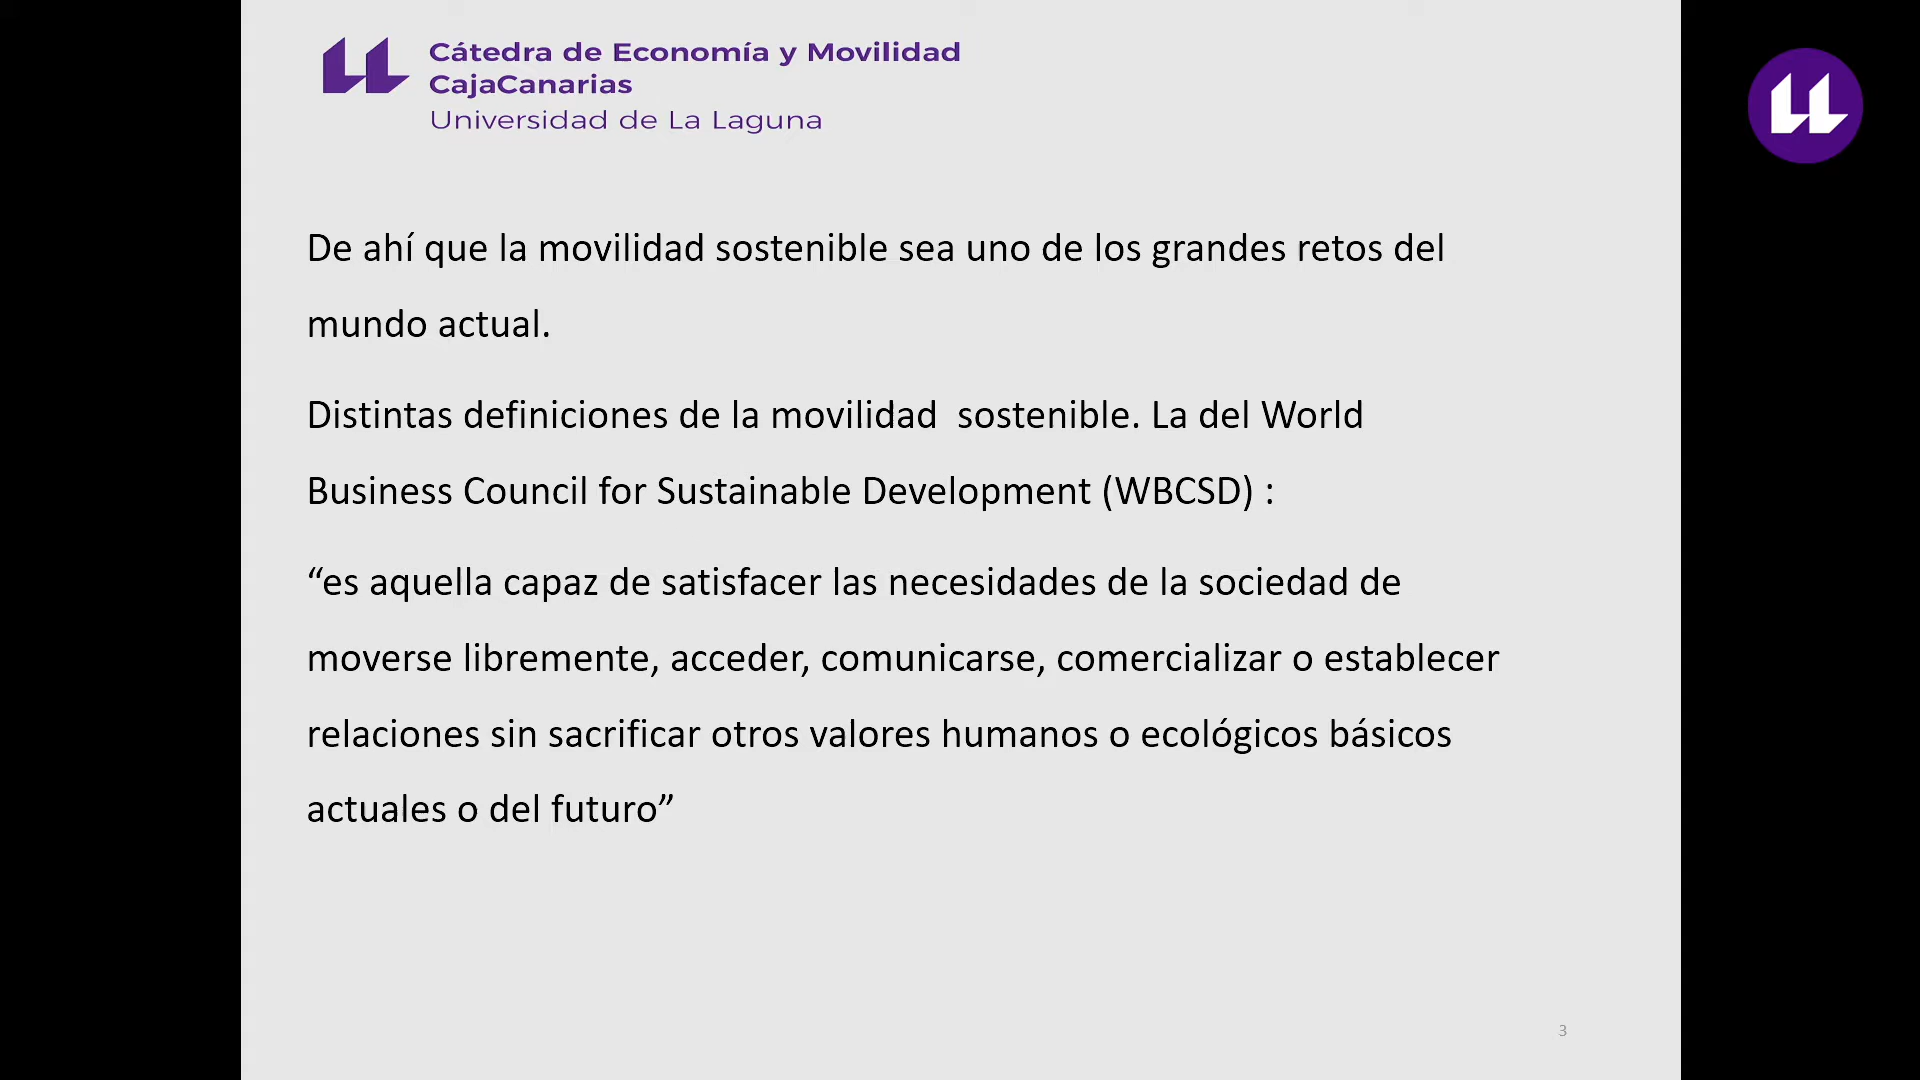 Cátedra de Economía y Movilidad
CajaCanarias
Universidad de La Laguna
De ahí que la movilidad sostenible sea uno de los grandes retos del
mundo actual.
Distintas definiciones de la movilidad  sostenible. La del World
Business Council for Sustainable Development (WBCSD) :
“es aquella capaz de satisfacer las necesidades de la sociedad de
moverse libremente, acceder, comunicarse, comercializar o establecer
relaciones sin sacrificar otros valores humanos o ecológicos básicos
actuales o del futuro”
3